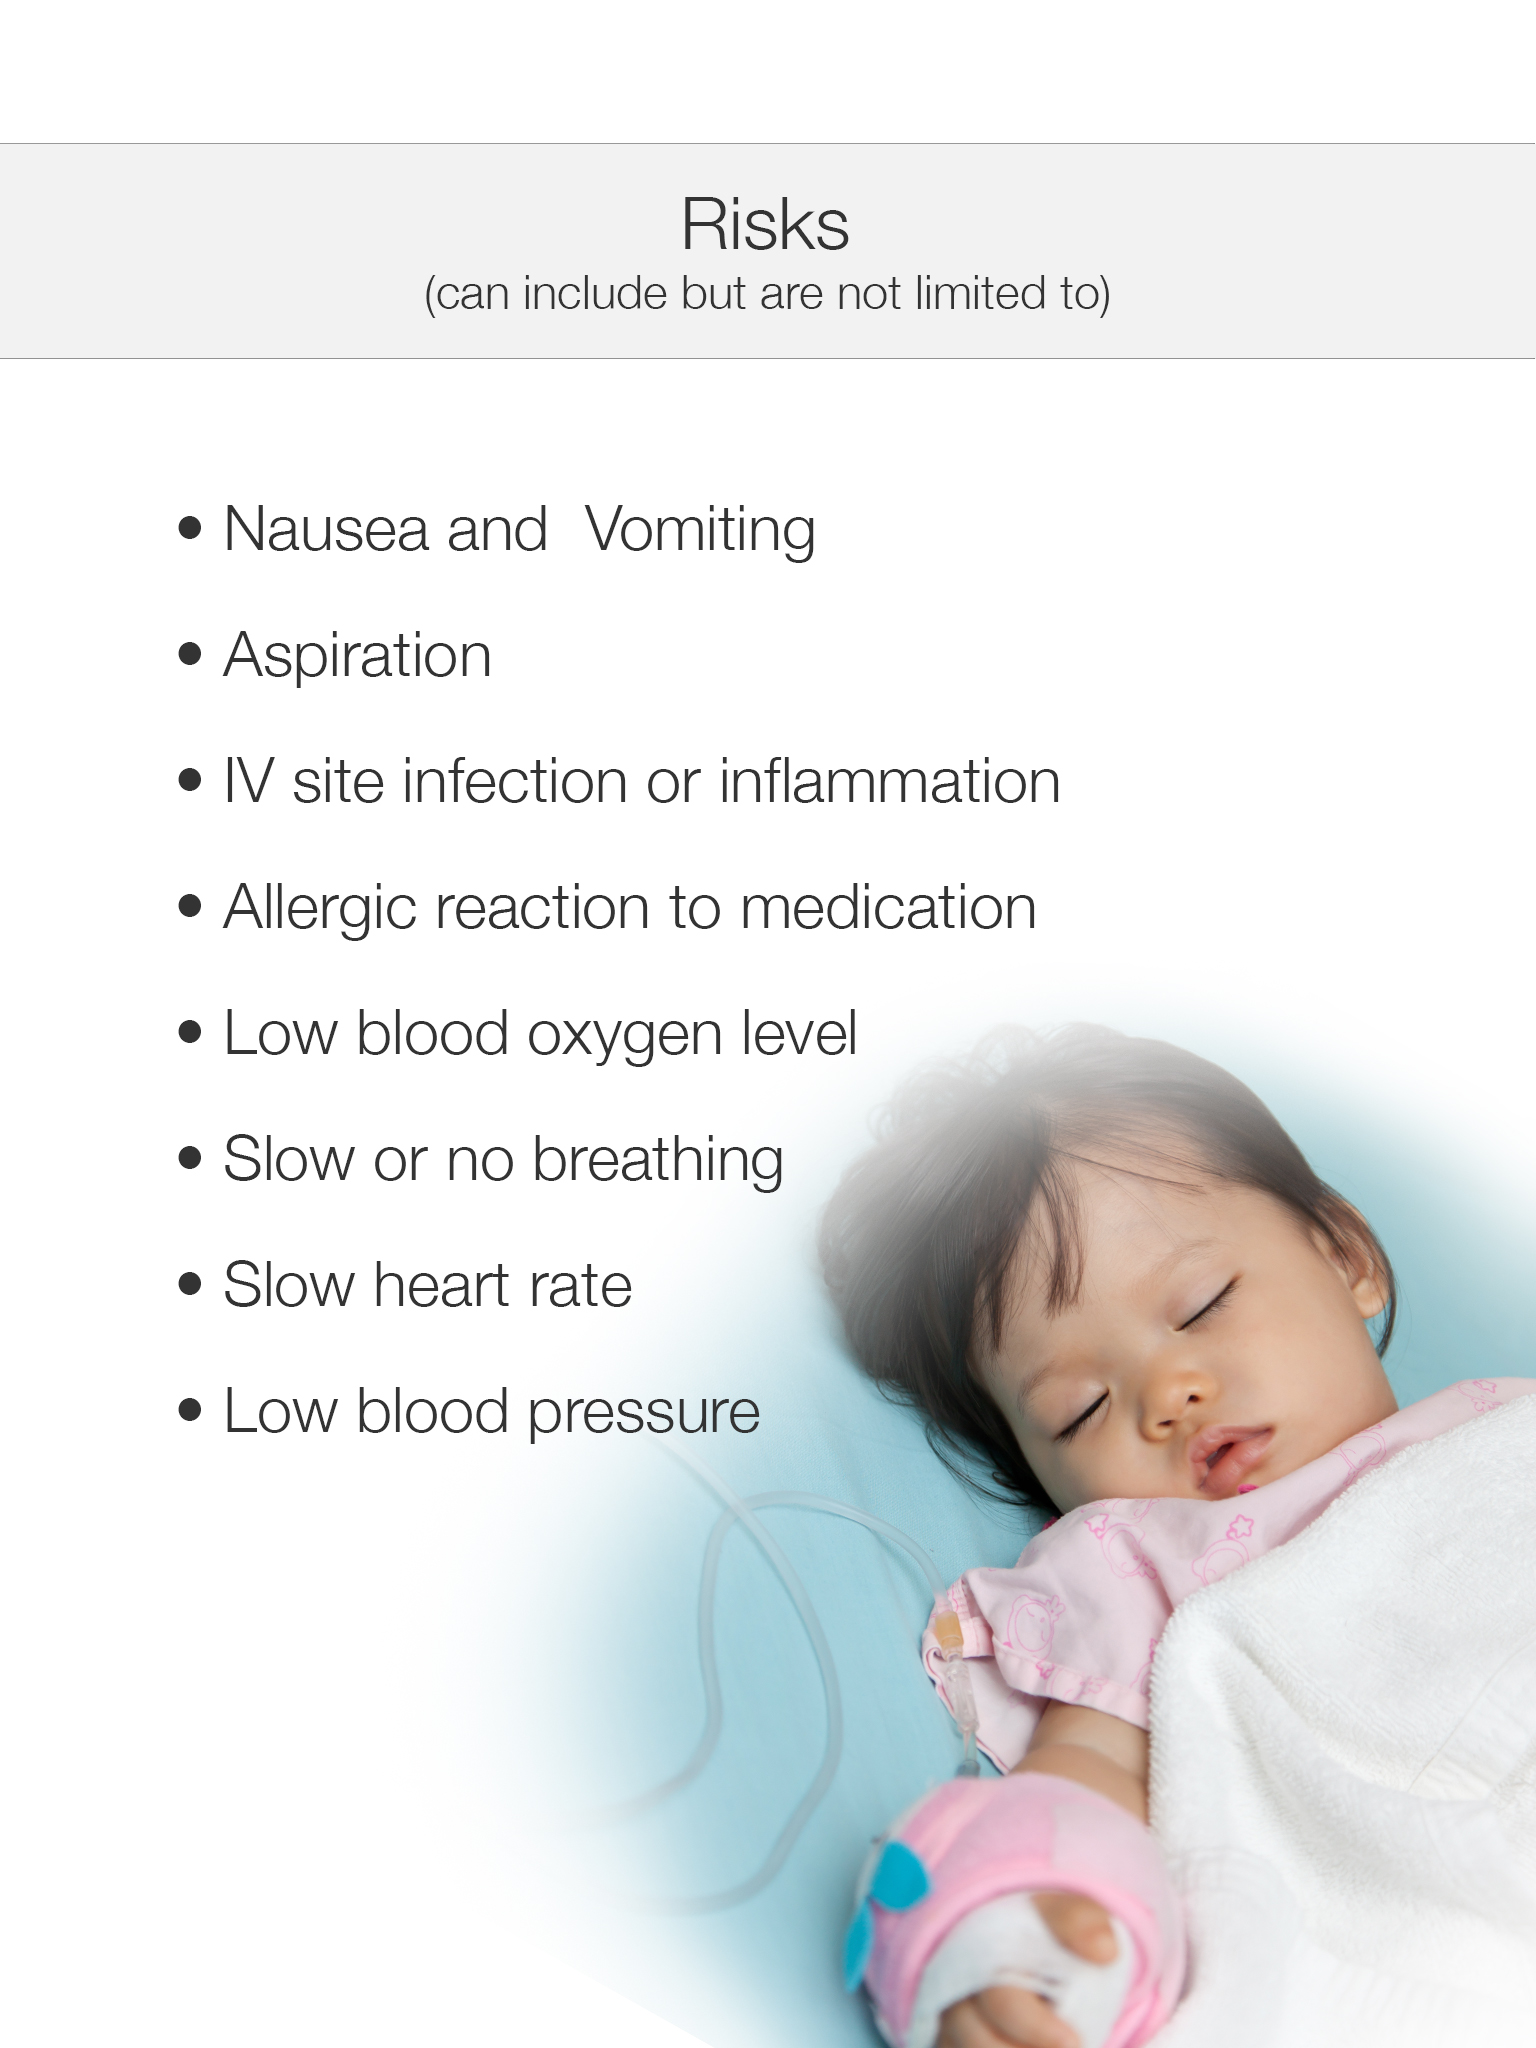 Risks
(can include but are not limited to)
• Nausea and  Vomiting
• Aspiration
• IV site infection or inflammation
• Allergic reaction to medication
• Low blood oxygen level
• Slow or no breathing
• Slow heart rate
• Low blood pressure